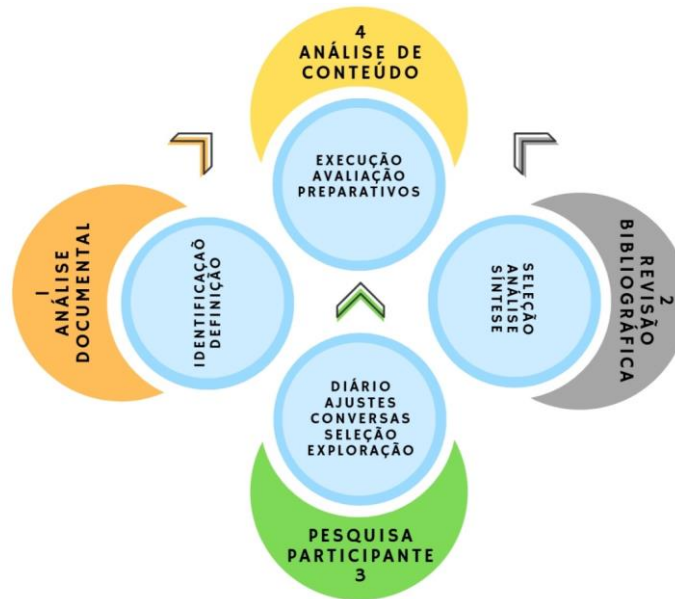 4
ANÁLISE DE
CONTEÚDO
EXECUÇÃO
AVALIAÇÃO
PREPARATIVOS
1
ANÁLISE
DOCUMENTAL
IDENTIFICAÇAÕ
DEFINIÇÃO
2
REVISÃO
BIBLIOGRÁFICA
SELEÇÃO
ANÁLISE
SÍNTESE
DIÁRIO
AJUSTES
CONVERSAS
SELEÇÃO
EXPLORAÇÃO
PESQUISA
PARTICIPANTE
3